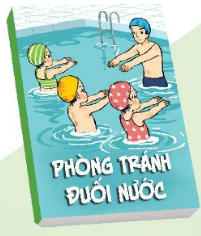 PHÒNG TRÁNH
ĐUỐI NƯỚC